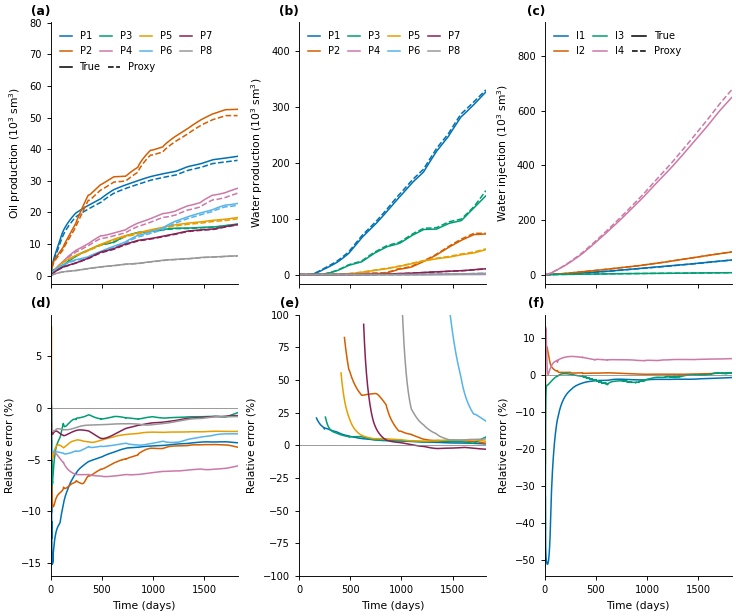 (a)
P1 P3 P5 P7
P2 P4 P6 P8
True Proxy
Oil production (10³ sm³)
80
70
60
50
40
30
20
10
0
(b)
P1 P3 P5 P7
P2 P4 P6 P8
Water production (10³ sm³)
400
300
200
100
0
(c)
I1 I3 True
I2 I4 Proxy
Water injection (10³ sm³)
800
600
400
200
0
(d)
Relative error (%)
5
0
−5
−10
−15
0 500 1000 1500
Time (days)
(e)
Relative error (%)
100
75
50
25
0
−25
−50
−75
−100
0 500 1000 1500
Time (days)
(f)
Relative error (%)
10
0
−10
−20
−30
−40
−50
0 500 1000 1500
Time (days)